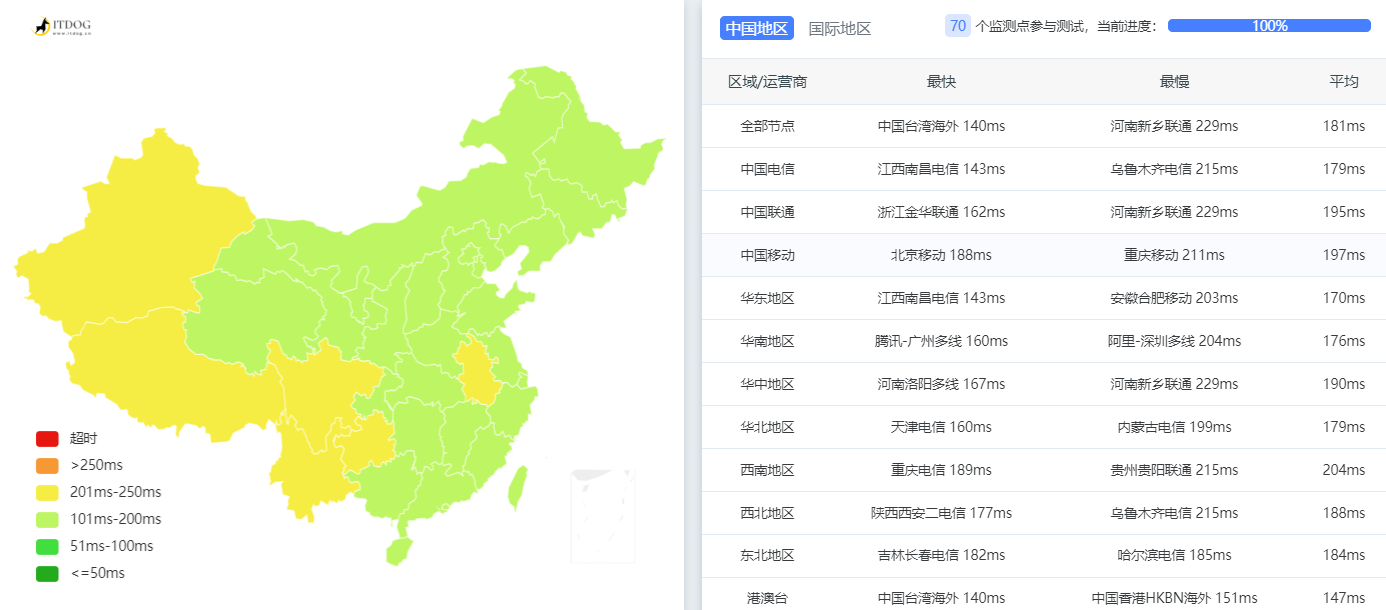 ITDOG
www.itdog.cn
超时
>250ms
201ms-250ms
101ms-200ms
51ms-100ms
<=50ms
中国地区 国际地区 70 个监测点参与测试，当前进度： 100%
区域/运营商 最快 最慢 平均
全部节点 中国台湾海外 140ms 河南新乡联通 229ms 181ms
中国电信 江西南昌电信 143ms 乌鲁木齐电信 215ms 179ms
中国联通 浙江金华联通 162ms 河南新乡联通 229ms 195ms
中国移动 北京移动 188ms 重庆移动 211ms 197ms
华东地区 江西南昌电信 143ms 安徽合肥移动 203ms 170ms
华南地区 腾讯-广州多线 160ms 阿里-深圳多线 204ms 176ms
华中地区 河南洛阳多线 167ms 河南新乡联通 229ms 190ms
华北地区 天津电信 160ms 内蒙古电信 199ms 179ms
西南地区 重庆电信 189ms 贵州贵阳联通 215ms 204ms
西北地区 陕西西安二电信 177ms 乌鲁木齐电信 215ms 188ms
东北地区 吉林长春电信 182ms 哈尔滨电信 185ms 184ms
港澳台 中国台湾海外 140ms 中国香港HKBN海外 151ms 147ms